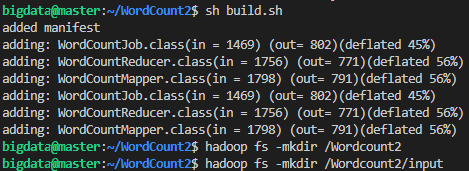 bigdata@master:~/WordCount2$ sh build.sh
added manifest
adding: WordCountJob.class(in = 1469) (out= 802)(deflated 45%)
adding: WordCountReducer.class(in = 1756) (out= 771)(deflated 56%)
adding: WordCountMapper.class(in = 1798) (out= 791)(deflated 56%)
adding: WordCountJob.class(in = 1469) (out= 802)(deflated 45%)
adding: WordCountReducer.class(in = 1756) (out= 771)(deflated 56%)
adding: WordCountMapper.class(in = 1798) (out= 791)(deflated 56%)
bigdata@master:~/WordCount2$ hadoop fs -mkdir /Wordcount2
bigdata@master:~/WordCount2$ hadoop fs -mkdir /Wordcount2/input